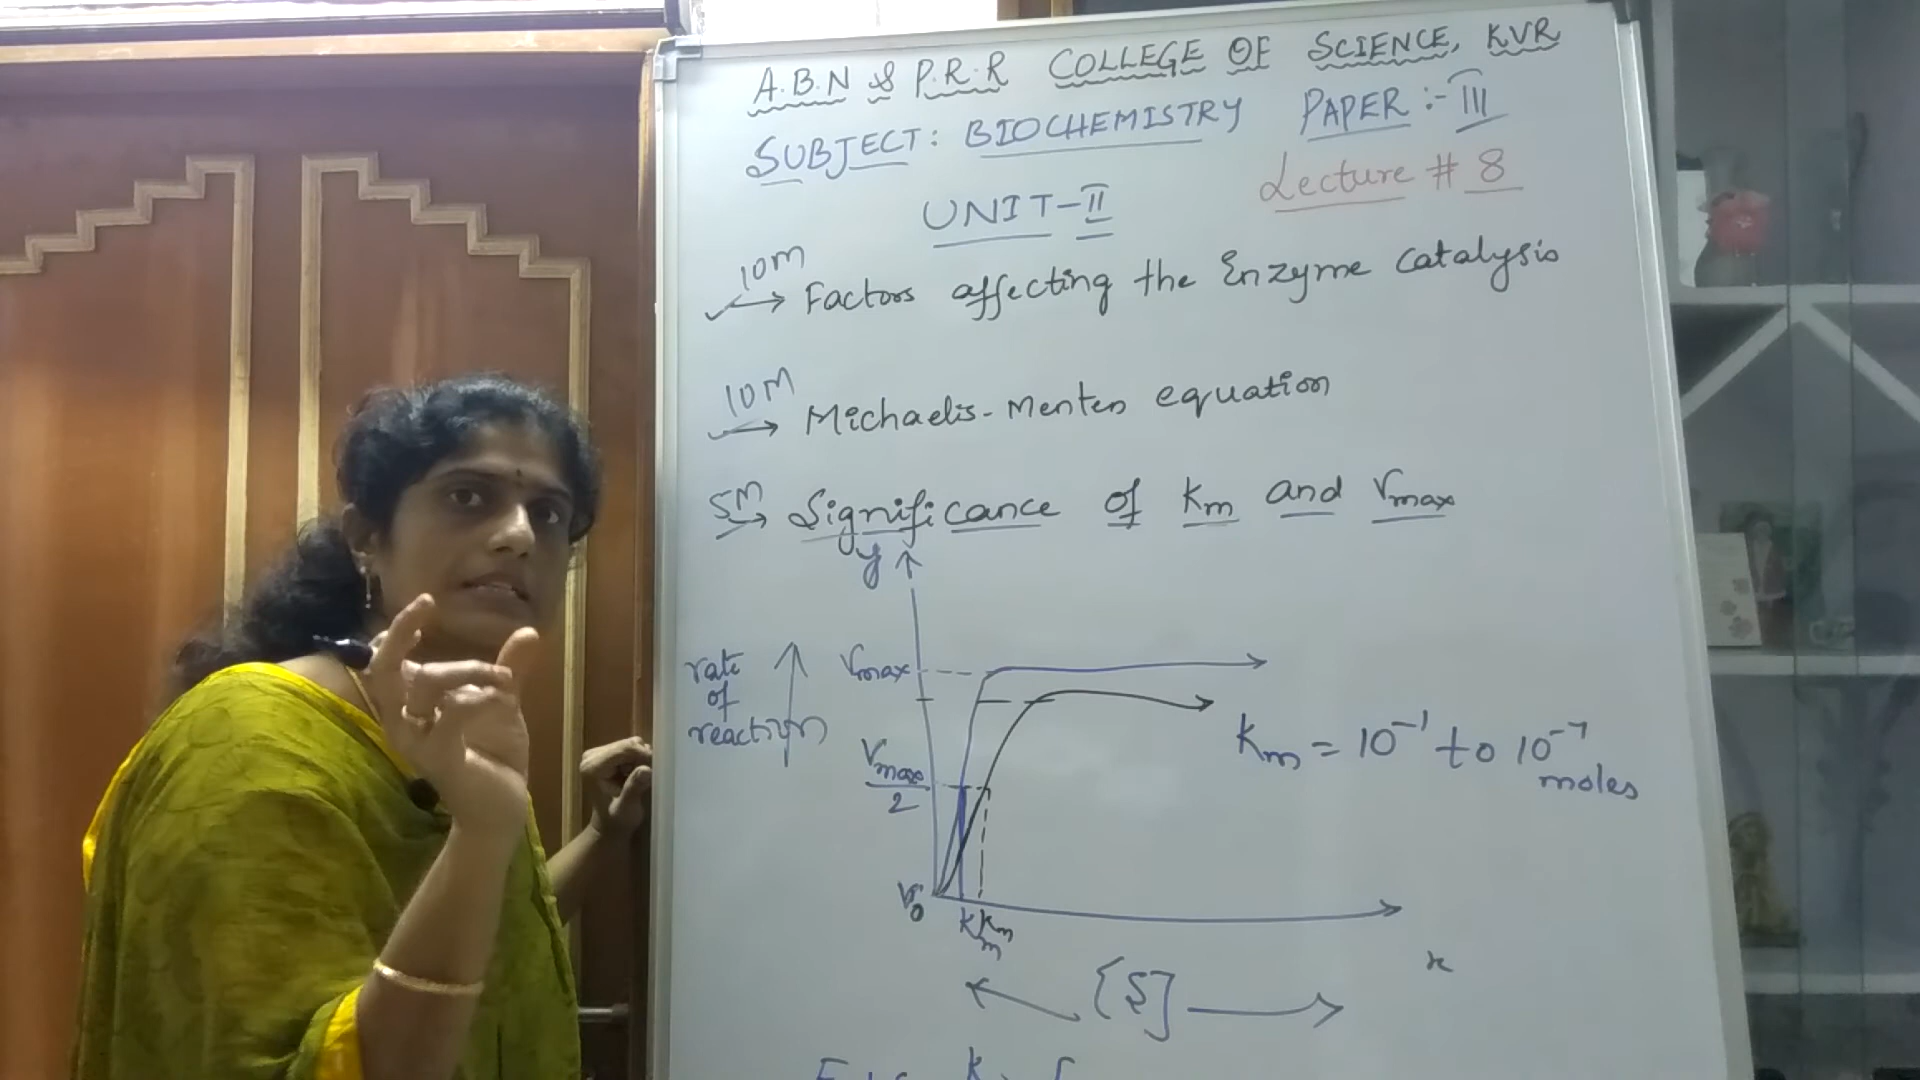 A.B.N & P.R.R COLLEGE OF SCIENCE, KVR
SUBJECT: BIOCHEMISTRY PAPER :- III
UNIT-II
Lecture # 8
10M
→ Factors affecting the Enzyme catalysis
10M
→ Michaelis-Menten equation
5M → Significance of Km and Vmax
y
rate of reaction
Vmax
Vmax/2
V0
Km
Km
x
[S]
Km = 10⁻¹ to 10⁻⁷ moles